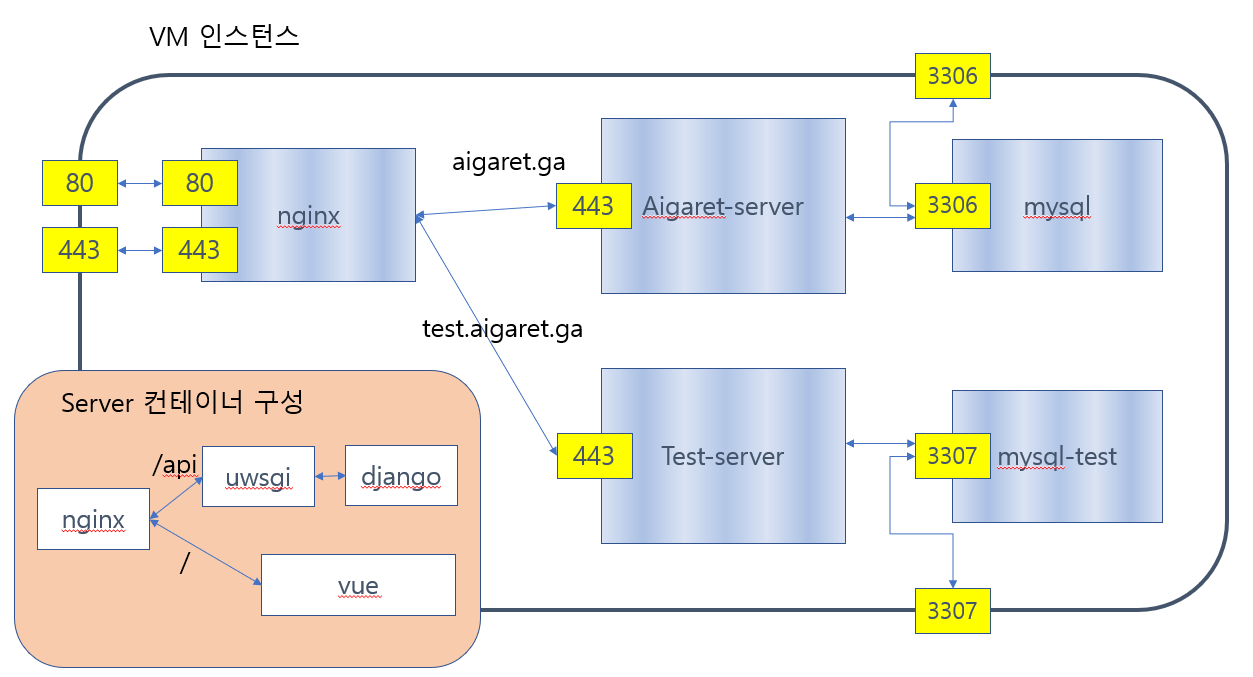 VM 인스턴스
3306
80
80
nginx
443
443
aigaret.ga
443
Aigaret-server
3306
mysql
test.aigaret.ga
443
Test-server
3307
mysql-test
3307
Server 컨테이너 구성
/api
uwsgi
django
nginx
/
vue